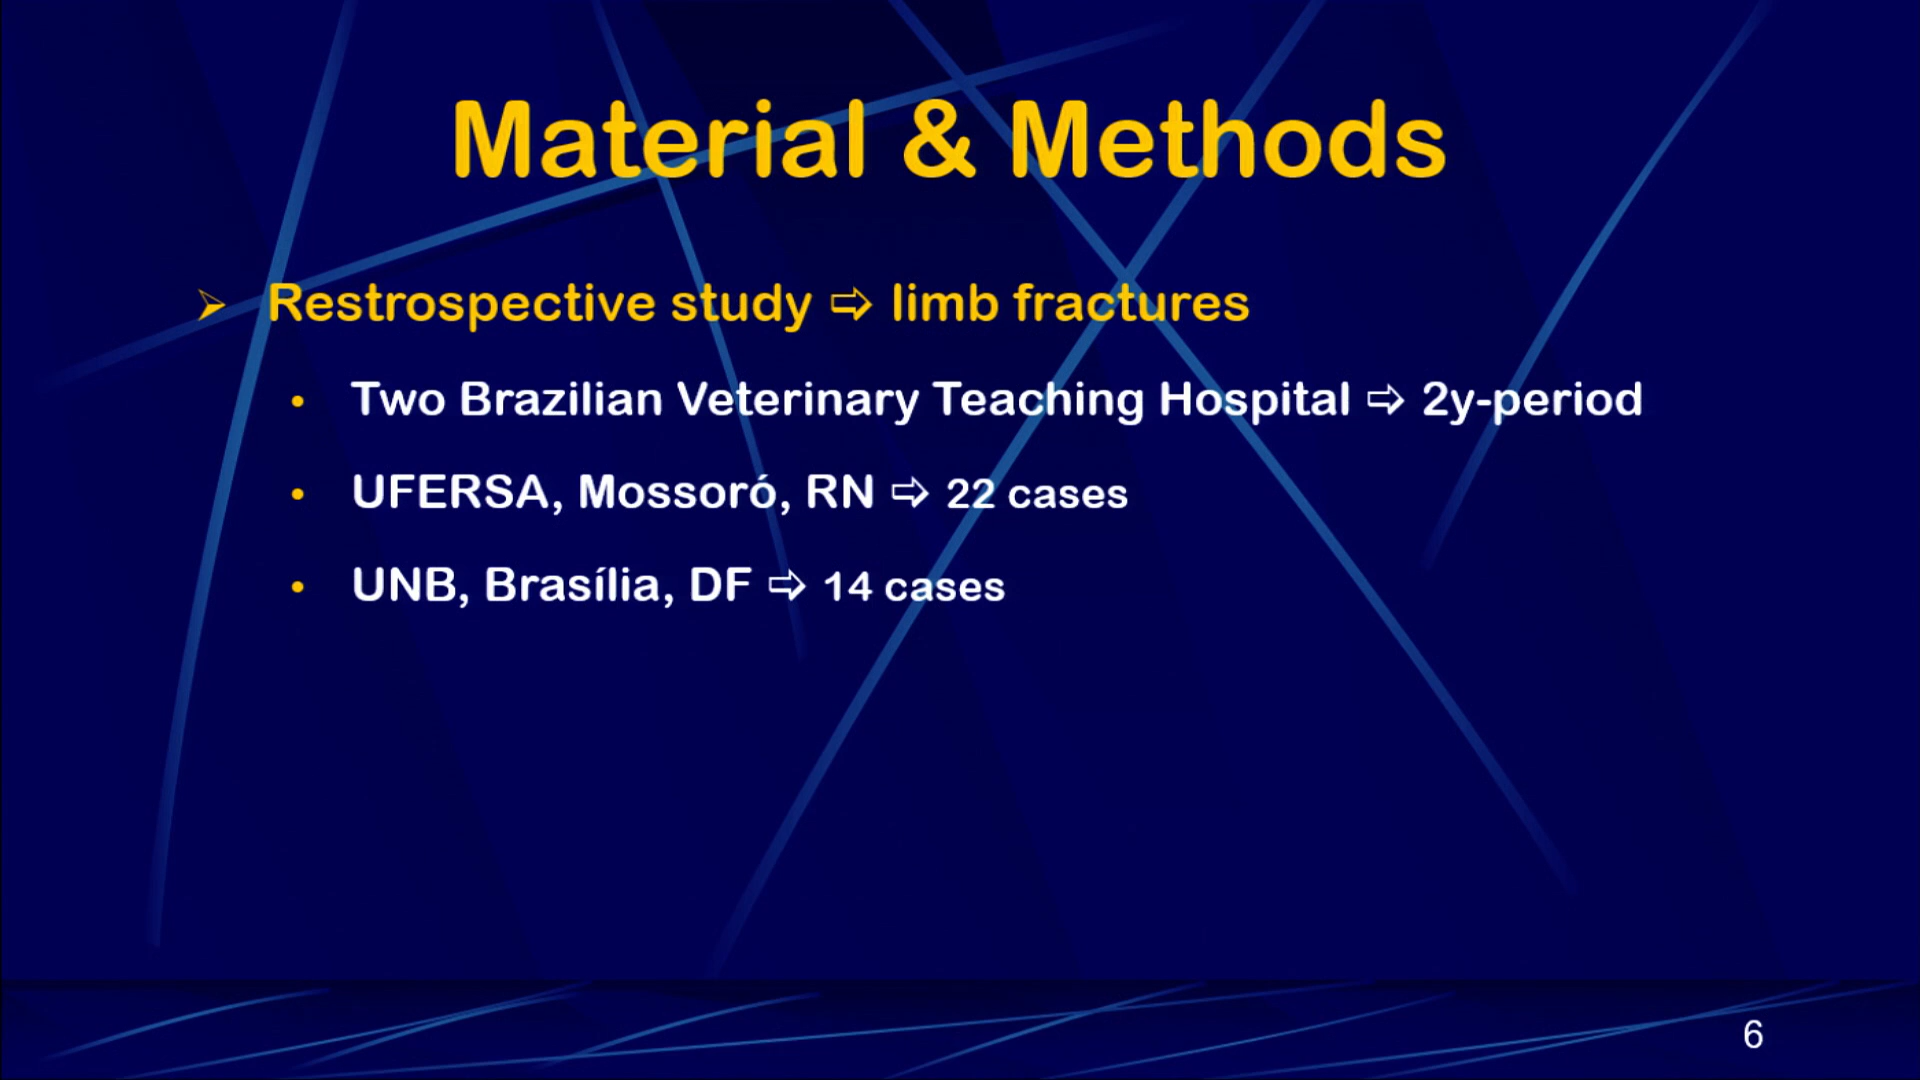 Material & Methods
➢ Restrospective study ⇨ limb fractures
• Two Brazilian Veterinary Teaching Hospital ⇨ 2y-period
• UFERSA, Mossoró, RN ⇨ 22 cases
• UNB, Brasília, DF ⇨ 14 cases
6